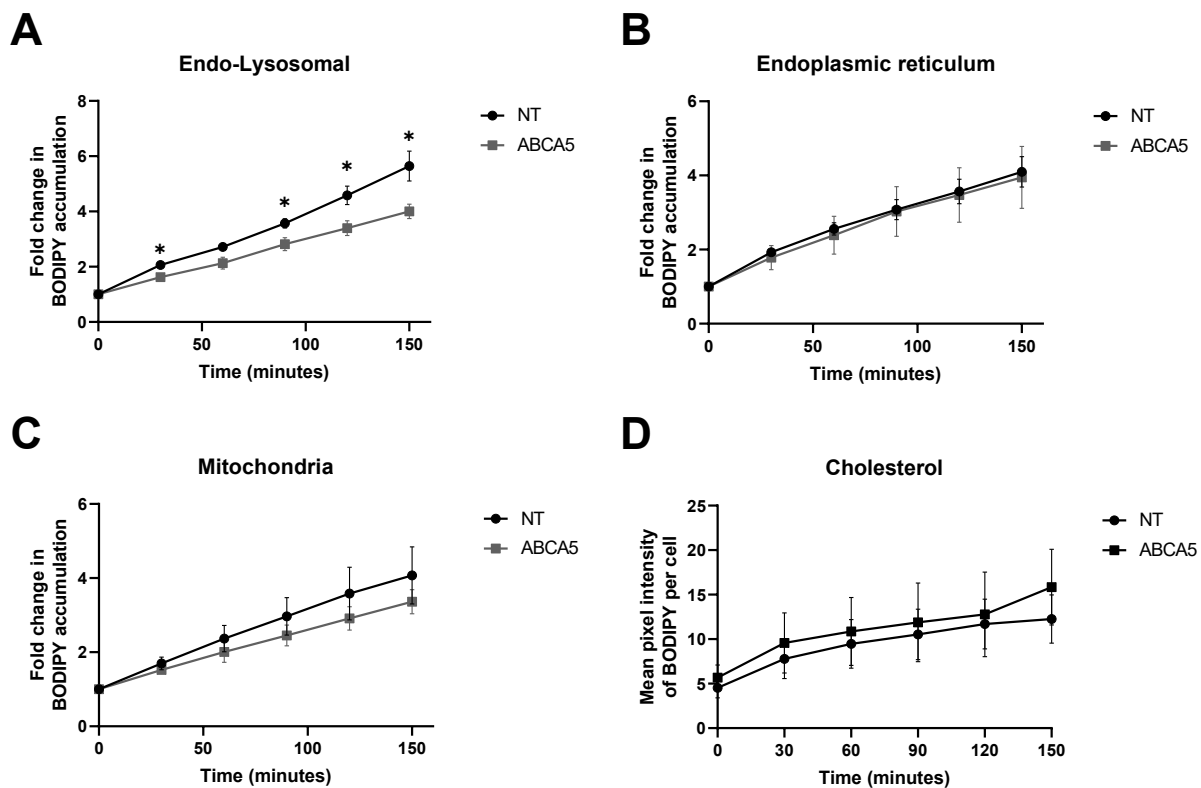 A
Endo-Lysosomal
Fold change in
BODIPY accumulation
8
6
4
2
0
0
50
100
150
Time (minutes)
*
*
*
*
NT
ABCA5
B
Endoplasmic reticulum
Fold change in
BODIPY accumulation
6
4
2
0
0
50
100
150
Time (minutes)
NT
ABCA5
C
Mitochondria
Fold change in
BODIPY accumulation
6
4
2
0
0
50
100
150
Time (minutes)
NT
ABCA5
D
Cholesterol
Mean pixel intensity
of BODIPY per cell
25
20
15
10
5
0
0
30
60
90
120
150
Time (minutes)
NT
ABCA5